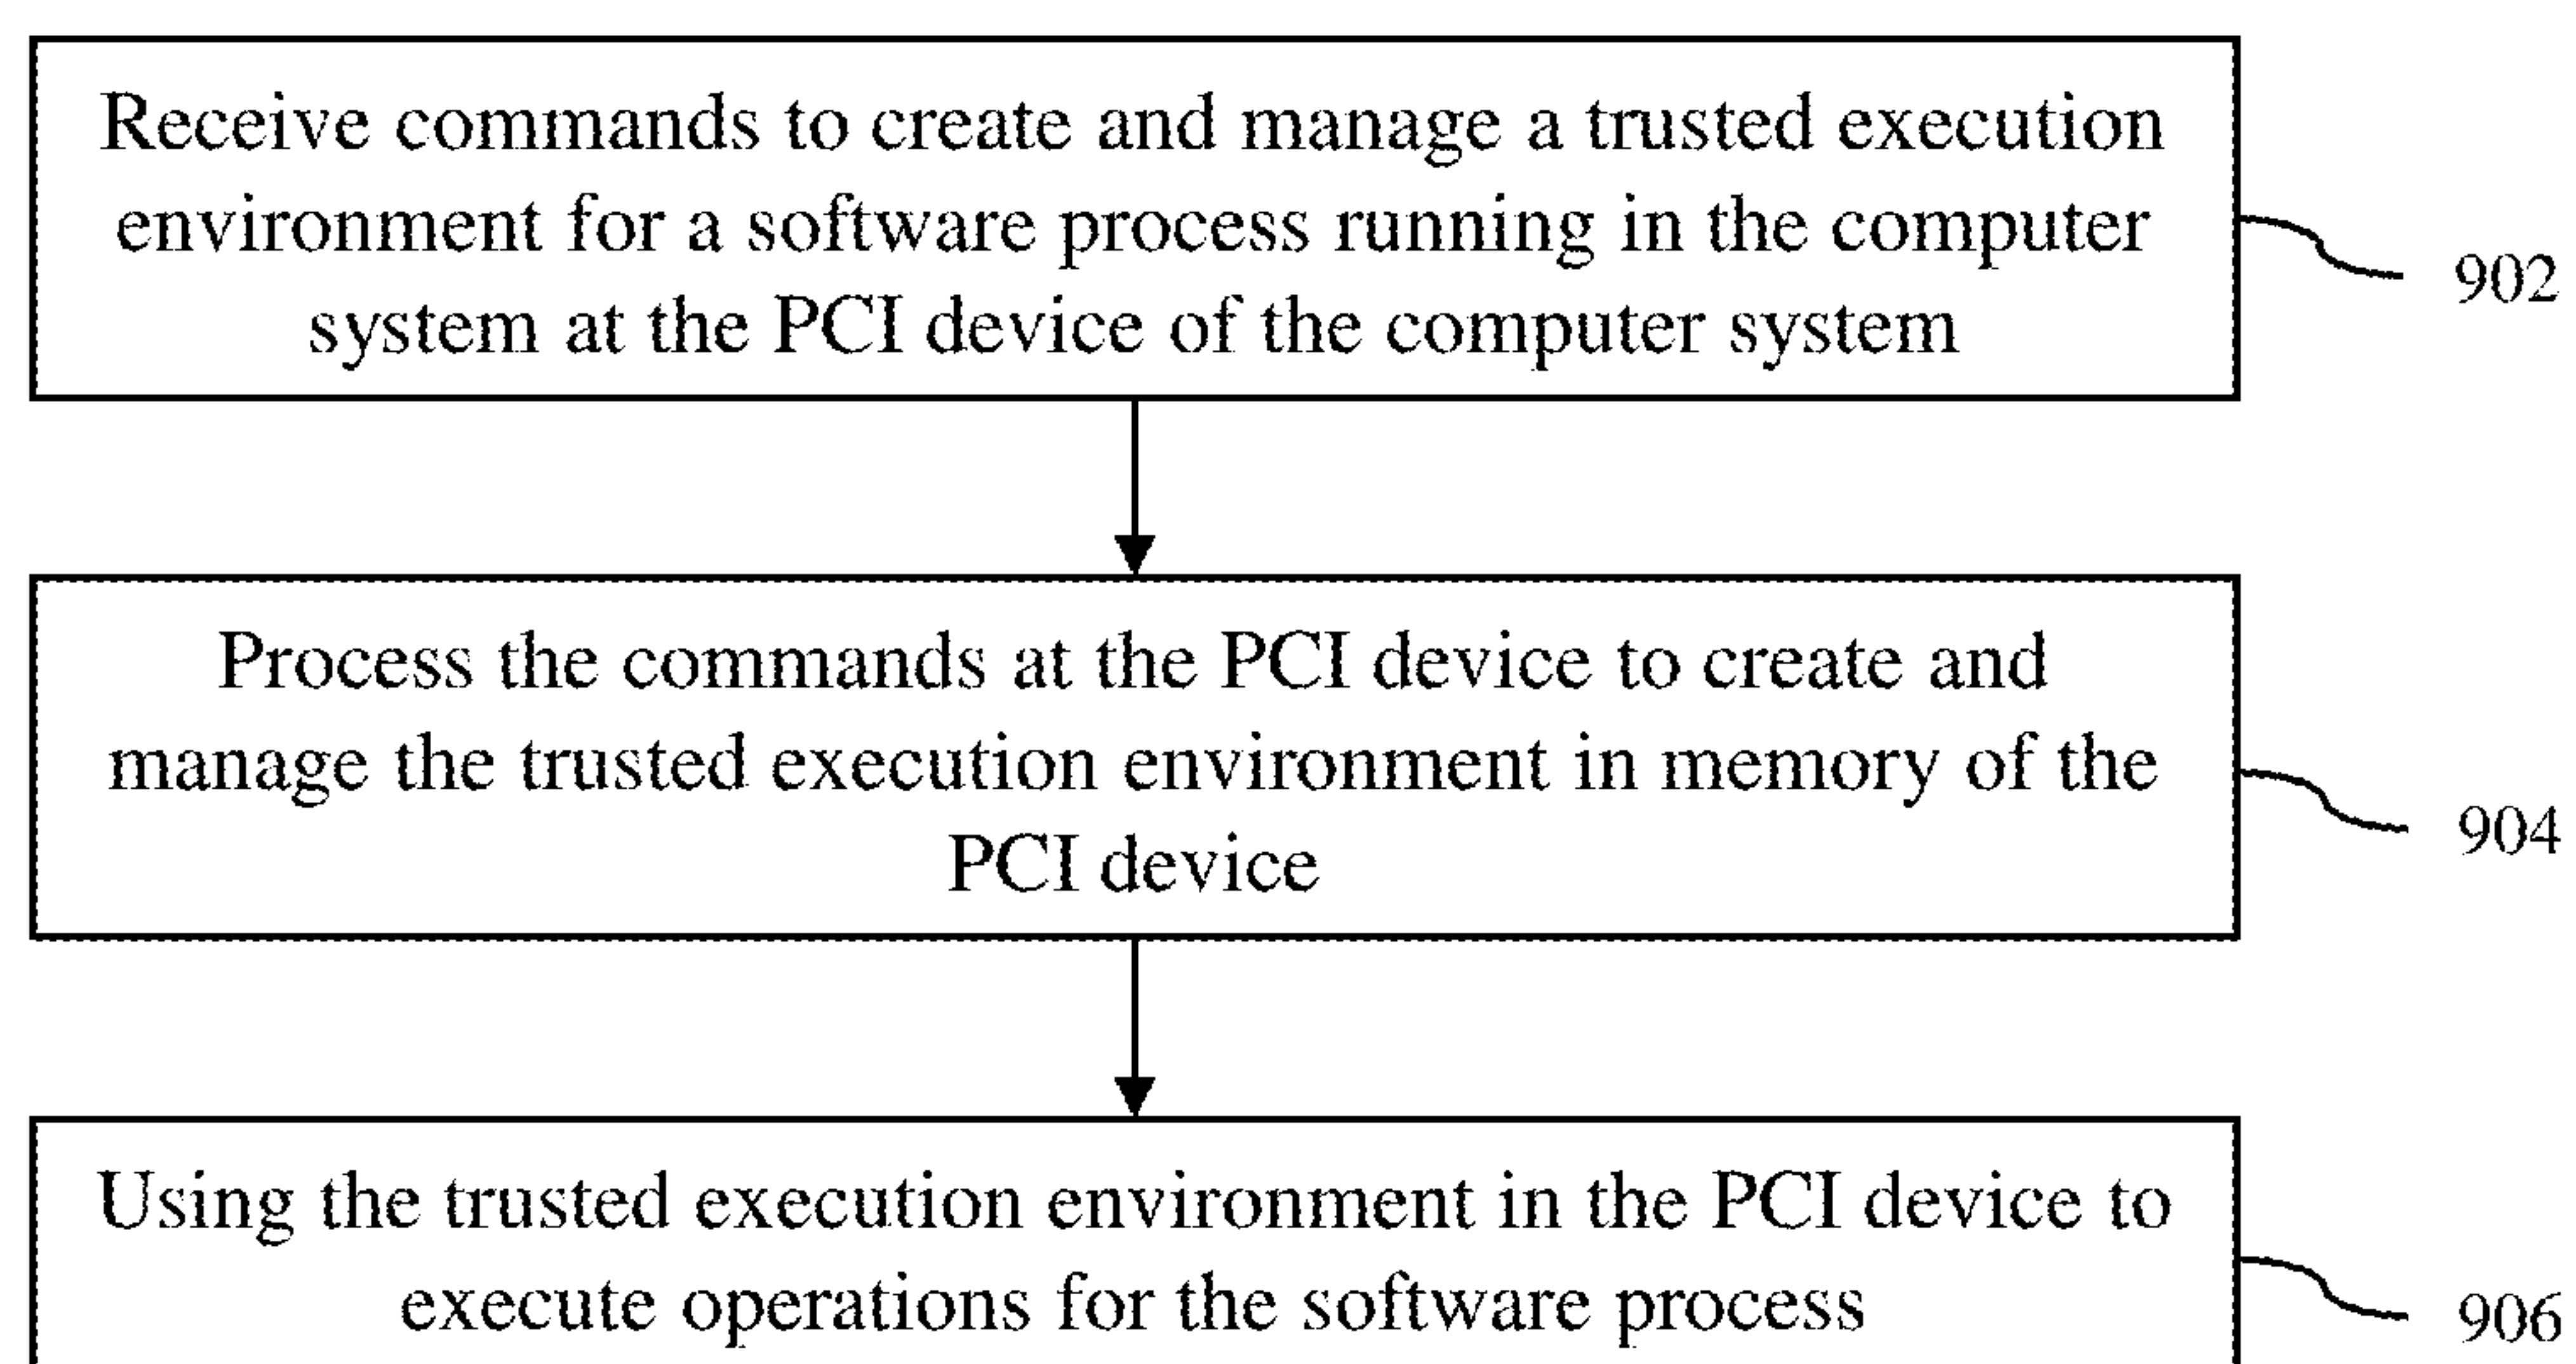 Receive commands to create and manage a trusted execution
environment for a software process running in the computer
system at the PCI device of the computer system
902
Process the commands at the PCI device to create and
manage the trusted execution environment in memory of the
PCI device
904
Using the trusted execution environment in the PCI device to
execute operations for the software process
906